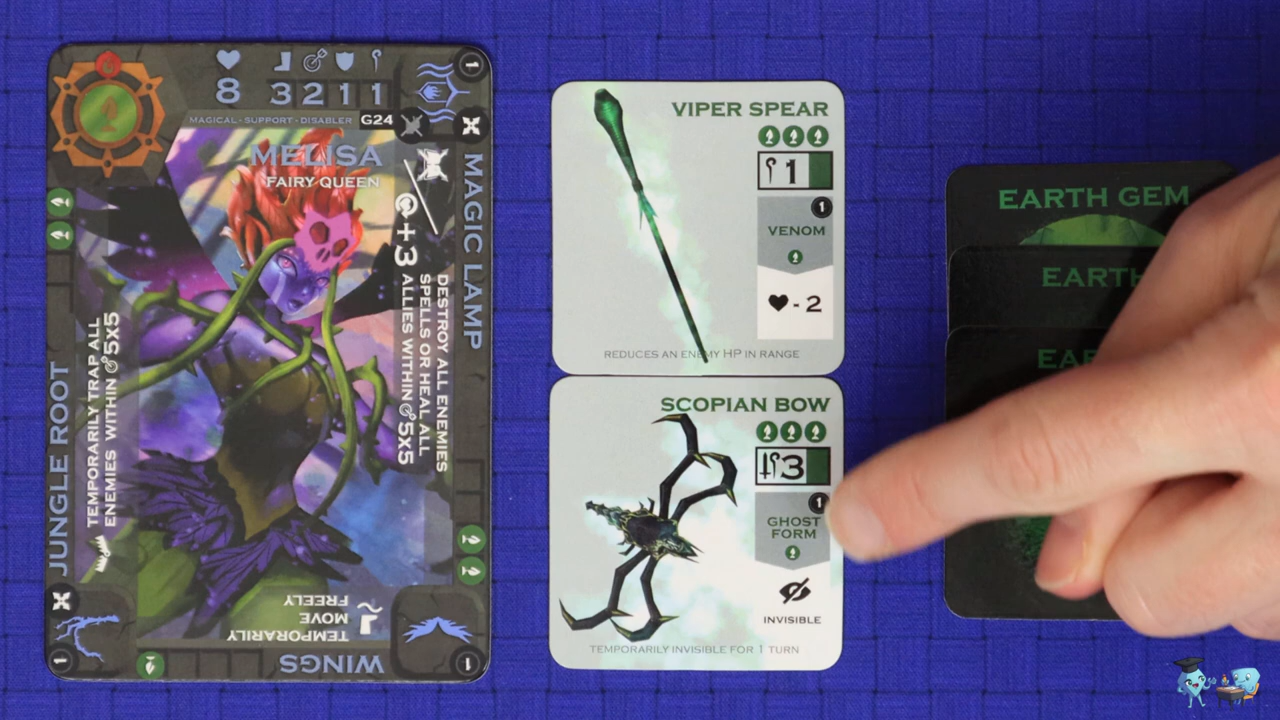 8 3 2 1 1
MAGICAL - SUPPORT - DISABLER G24
MELISA
FAIRY QUEEN
1
MAGIC LAMP
+3
DESTROY ALL ENEMIES
SPELLS OR HEAL ALL
ALLIES WITHIN 5X5
JUNGLE ROOT
TEMPORARILY TRAP ALL
ENEMIES WITHIN 5X5
1
WINGS
TEMPORARILY
MOVE
FREELY
1
VIPER SPEAR
1
1
VENOM
- 2
REDUCES AN ENEMY HP IN RANGE
SCOPIAN BOW
3
1
GHOST
FORM
INVISIBLE
TEMPORARILY INVISIBLE FOR 1 TURN
EARTH GEM
EARTH